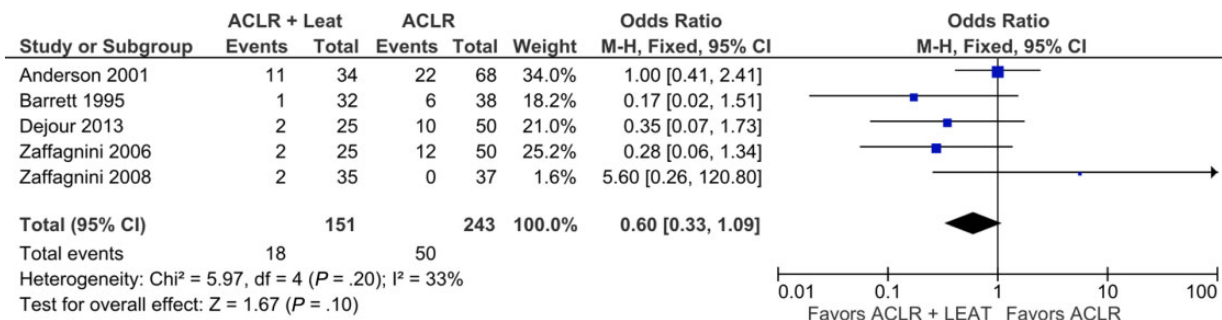 ACLR + Leat ACLR Odds Ratio Odds Ratio
Study or Subgroup Events Total Events Total Weight M-H, Fixed, 95% CI M-H, Fixed, 95% CI
Anderson 2001 11 34 22 68 34.0% 1.00 [0.41, 2.41]
Barrett 1995 1 32 6 38 18.2% 0.17 [0.02, 1.51]
Dejour 2013 2 25 10 50 21.0% 0.35 [0.07, 1.73]
Zaffagnini 2006 2 25 12 50 25.2% 0.28 [0.06, 1.34]
Zaffagnini 2008 2 35 0 37 1.6% 5.60 [0.26, 120.80]
Total (95% CI) 151 243 100.0% 0.60 [0.33, 1.09]
Total events 18 50
Heterogeneity: Chi² = 5.97, df = 4 (P = .20); I² = 33%
Test for overall effect: Z = 1.67 (P = .10)
0.01 0.1 1 10 100
Favors ACLR + LEAT Favors ACLR